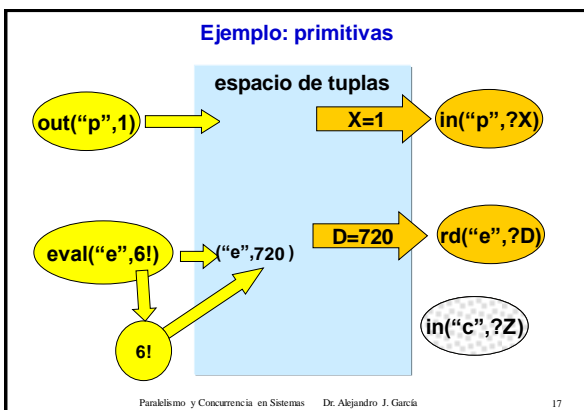 Ejemplo: primitivas
espacio de tuplas
out(“p”,1)
X=1
in(“p”,?X)
eval(“e”,6!)
(“e”,720 )
D=720
rd(“e”,?D)
6!
in(“c”,?Z)
Paralelismo y Concurrencia en Sistemas Dr. Alejandro J. García 17